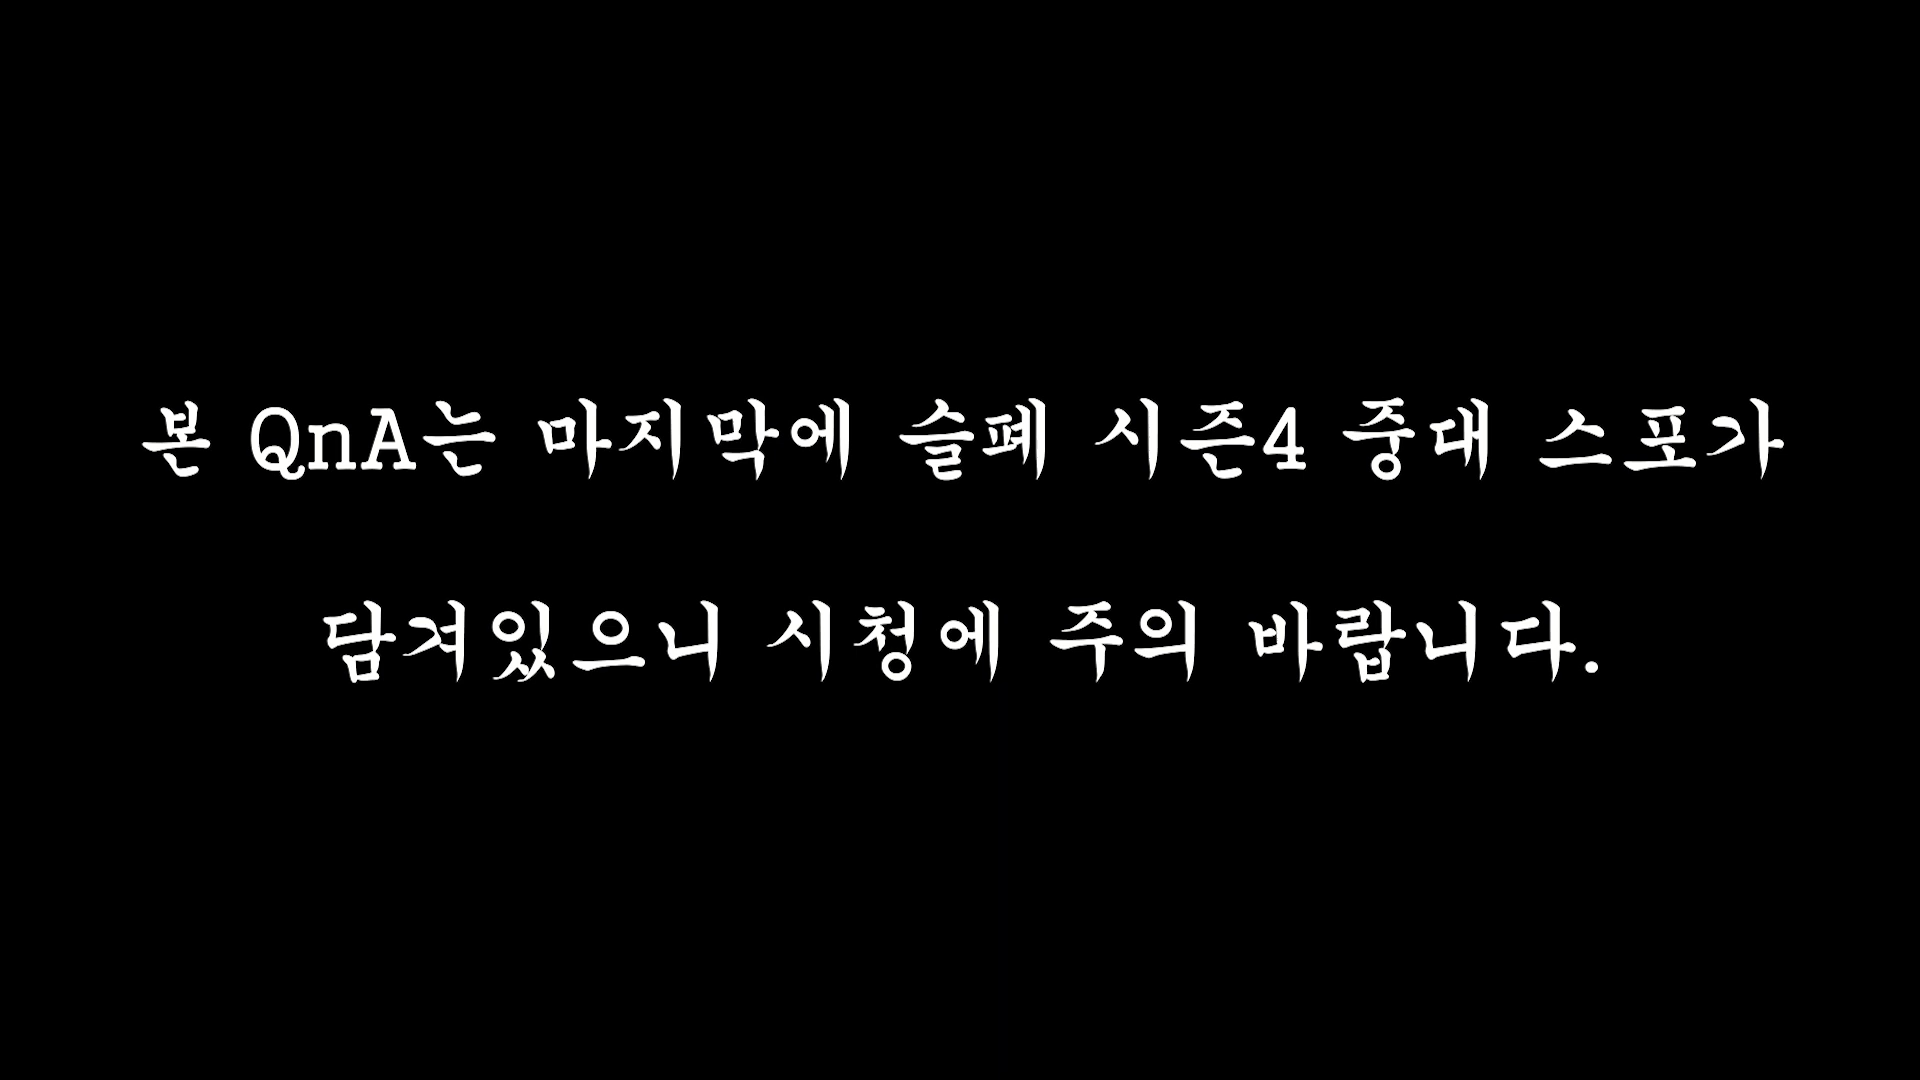 본 QnA는 마지막에 슬폐 시즌4 중대 스포가
담겨있으니 시청에 주의 바랍니다.